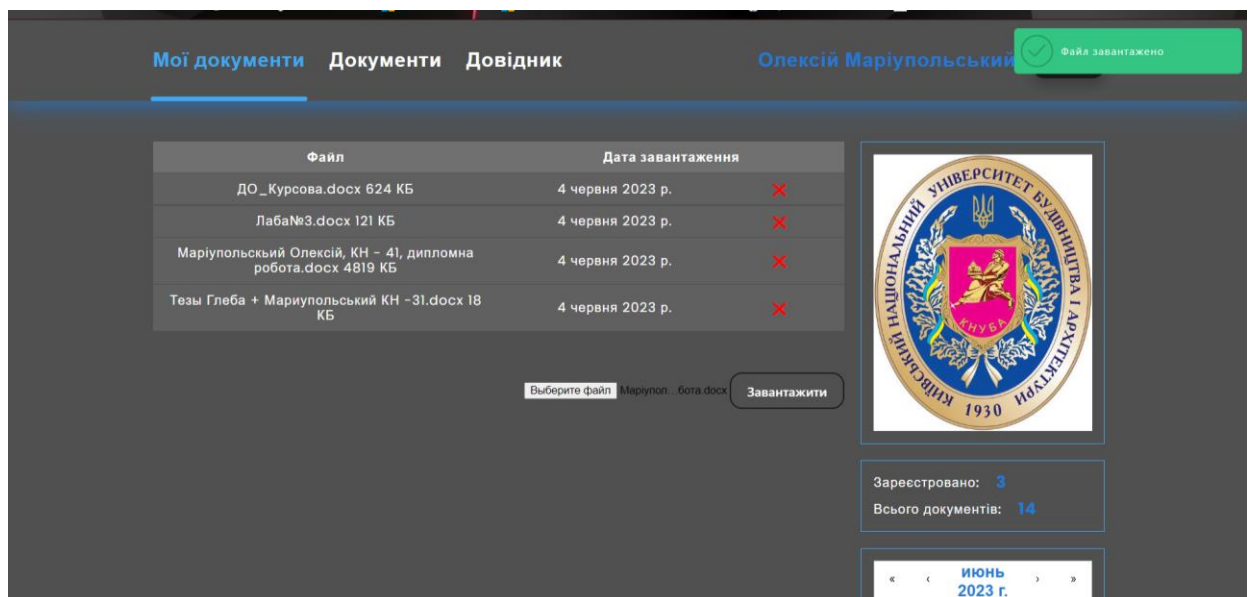 Мої документи Документи Довідник Олексій Маріупольський
Файл завантажено
Файл Дата завантаження
ДО_Курсова.docx 624 КБ 4 червня 2023 р.
Лаба№3.docx 121 КБ 4 червня 2023 р.
Маріупольскьий Олексій, КН - 41, дипломна
робота.docx 4819 КБ 4 червня 2023 р.
Тезы Глеба + Мариупольский КН -31.docx 18
КБ 4 червня 2023 р.
Выберите файл Маріупол...бота.docx Завантажити
КИЇВСЬКИЙ НАЦІОНАЛЬНИЙ УНІВЕРСИТЕТ БУДІВНИЦТВА І АРХІТЕКТУРИ
КНУБА
1930
Зареєстровано: 3
Всього документів: 14
« ‹ июнь › »
2023 г.